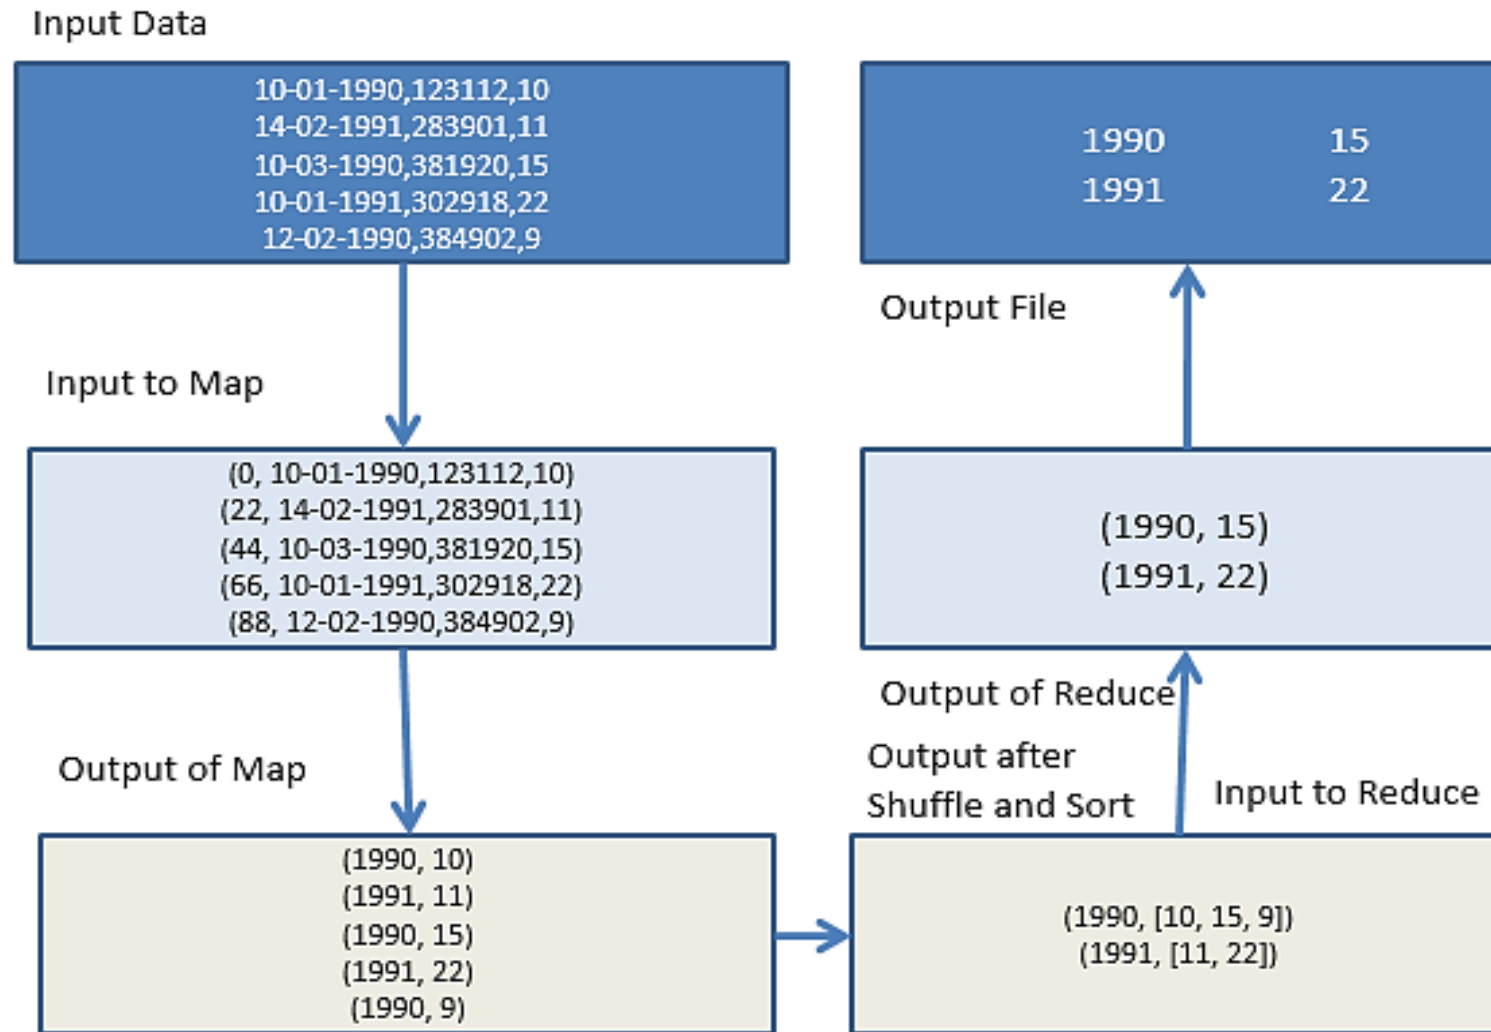 Input Data
10-01-1990,123112,10
14-02-1991,283901,11
10-03-1990,381920,15
10-01-1991,302918,22
12-02-1990,384902,9
Input to Map
(0, 10-01-1990,123112,10)
(22, 14-02-1991,283901,11)
(44, 10-03-1990,381920,15)
(66, 10-01-1991,302918,22)
(88, 12-02-1990,384902,9)
Output of Map
(1990, 10)
(1991, 11)
(1990, 15)
(1991, 22)
(1990, 9)
Output after
Shuffle and Sort
Input to Reduce
(1990, [10, 15, 9])
(1991, [11, 22])
Output of Reduce
(1990, 15)
(1991, 22)
Output File
1990 15
1991 22